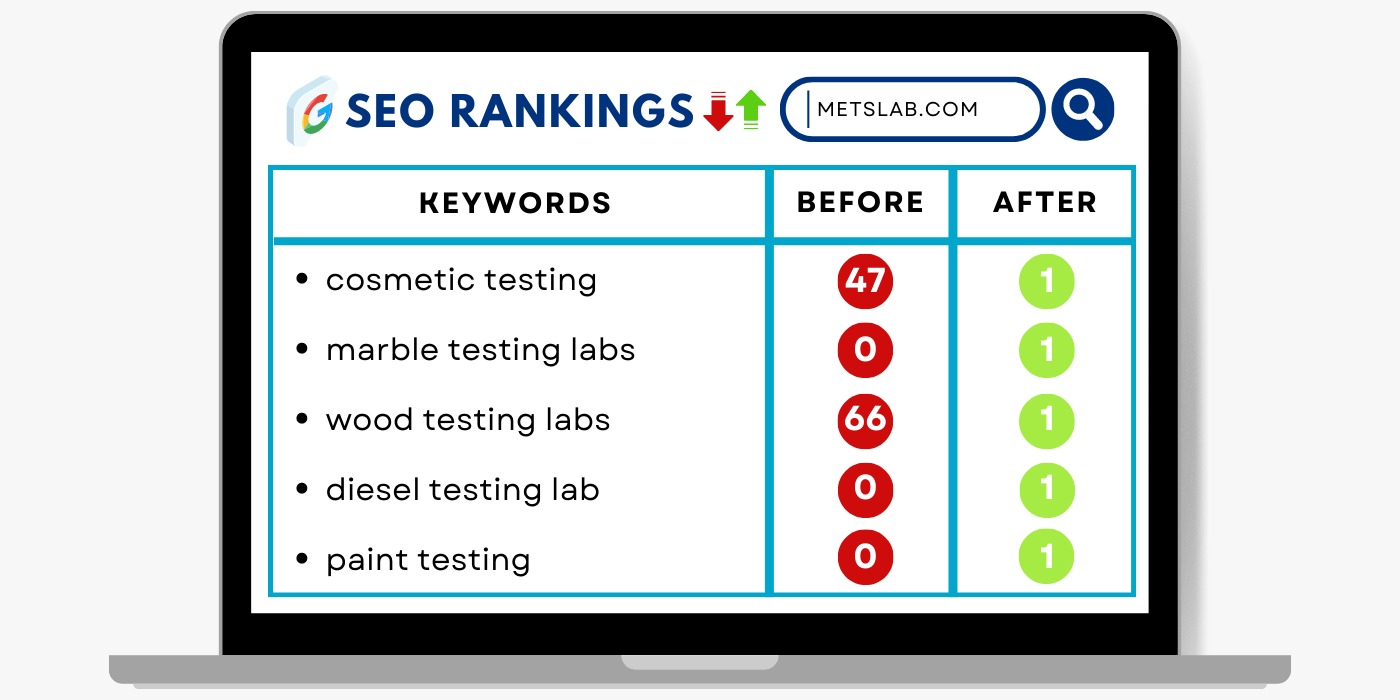 SEO RANKINGS METSLAB.COM
KEYWORDS BEFORE AFTER
• cosmetic testing 47 1
• marble testing labs 0 1
• wood testing labs 66 1
• diesel testing lab 0 1
• paint testing 0 1